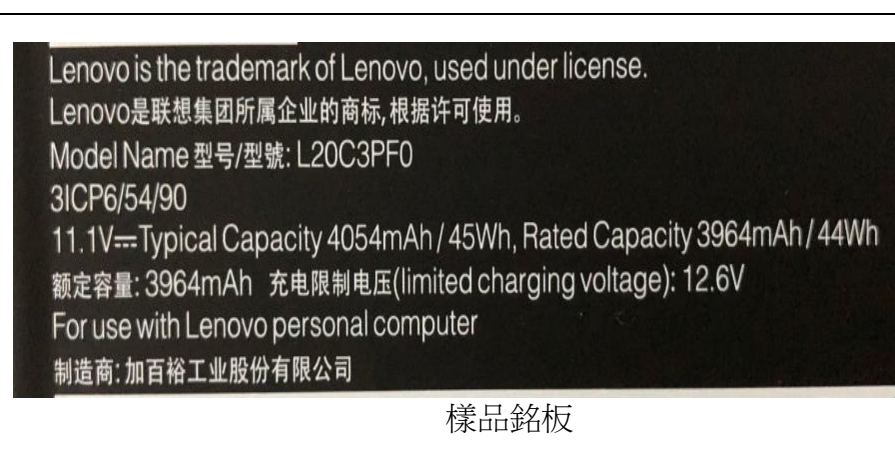 Lenovo is the trademark of Lenovo, used under license.
Lenovo是联想集团所属企业的商标,根据许可使用。
Model Name 型号/型號: L20C3PF0
3ICP6/54/90
11.1V⎓Typical Capacity 4054mAh / 45Wh, Rated Capacity 3964mAh / 44Wh
额定容量: 3964mAh 充电限制电压(limited charging voltage): 12.6V
For use with Lenovo personal computer
制造商: 加百裕工业股份有限公司
樣品銘板